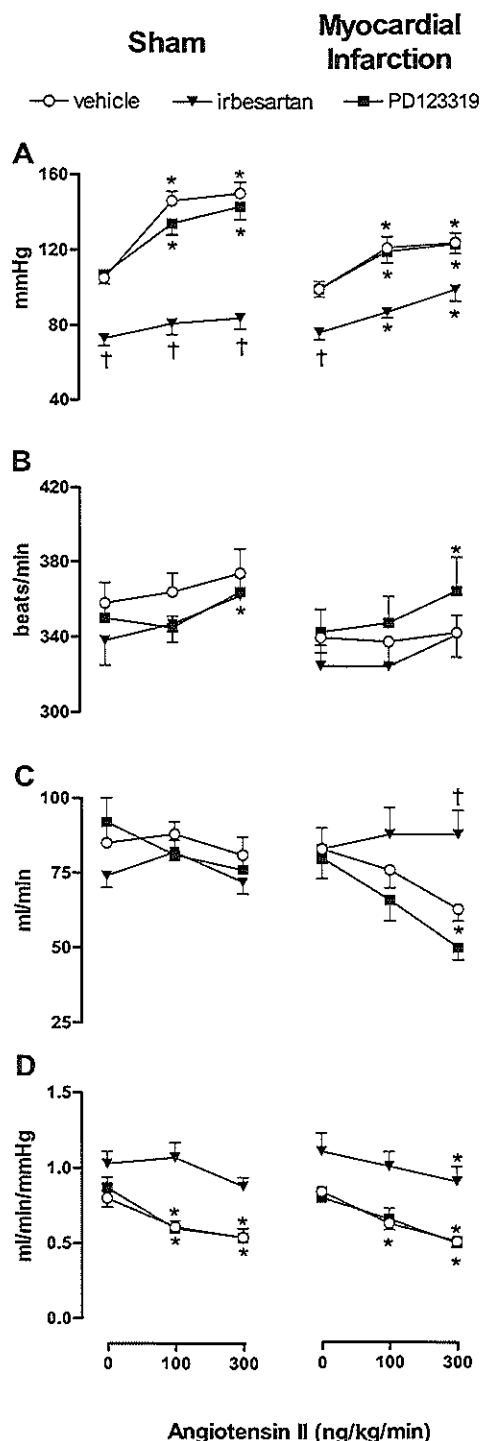 Sham
Myocardial
Infarction
vehicle irbesartan PD123319
A
160
120
80
40
mmHg
* *
* *
† † †
* *
* *
* *
†
B
420
380
340
300
beats/min
*
*
C
100
75
50
25
ml/min
†
*
D
1.5
1.0
0.5
0.0
ml/min/mmHg
* *
* *
*
*
* *
0 100 300 0 100 300
Angiotensin II (ng/kg/min)